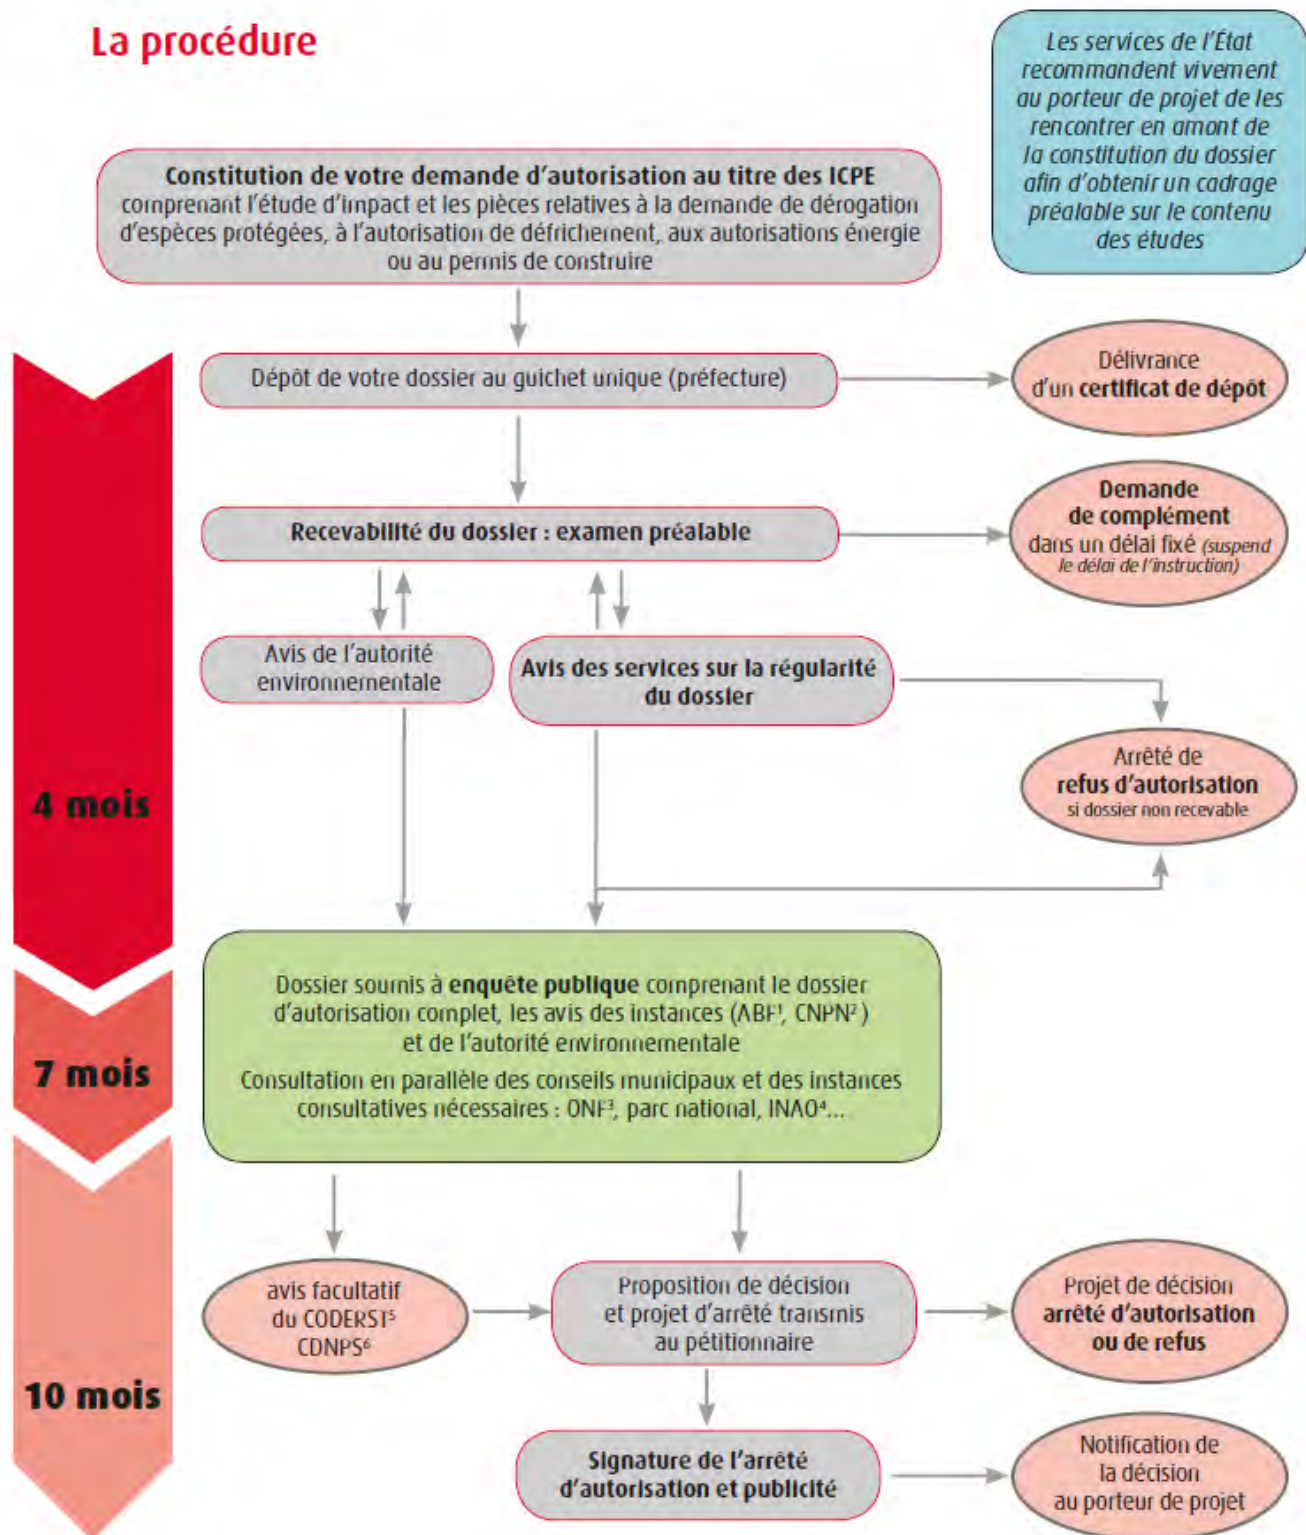 La procédure
Les services de l'État
recommandent vivement
au porteur de projet de les
rencontrer en amont de
la constitution du dossier
afin d'obtenir un cadrage
préalable sur le contenu
des études
Constitution de votre demande d'autorisation au titre des ICPE
comprenant l'étude d'impact et les pièces relatives à la demande de dérogation
d'espèces protégées, à l'autorisation de défrichement, aux autorisations énergie
ou au permis de construire
Dépôt de votre dossier au guichet unique (préfecture)
Délivrance
d'un certificat de dépôt
Recevabilité du dossier : examen préalable
Demande
de complément
dans un délai fixé (suspend
le délai de l'instruction)
Avis de l'autorité
environnementale
Avis des services sur la régularité
du dossier
Arrêté de
refus d'autorisation
si dossier non recevable
4 mois
Dossier soumis à enquête publique comprenant le dossier
d'autorisation complet, les avis des instances (ABF¹, CNPN²)
et de l'autorité environnementale
Consultation en parallèle des conseils municipaux et des instances
consultatives nécessaires : ONF³, parc national, INAO⁴...
7 mois
avis facultatif
du CODERST⁵
CDNPS⁶
Proposition de décision
et projet d'arrêté transmis
au pétitionnaire
Projet de décision
arrêté d'autorisation
ou de refus
10 mois
Signature de l'arrêté
d'autorisation et publicité
Notification de
la décision
au porteur de projet